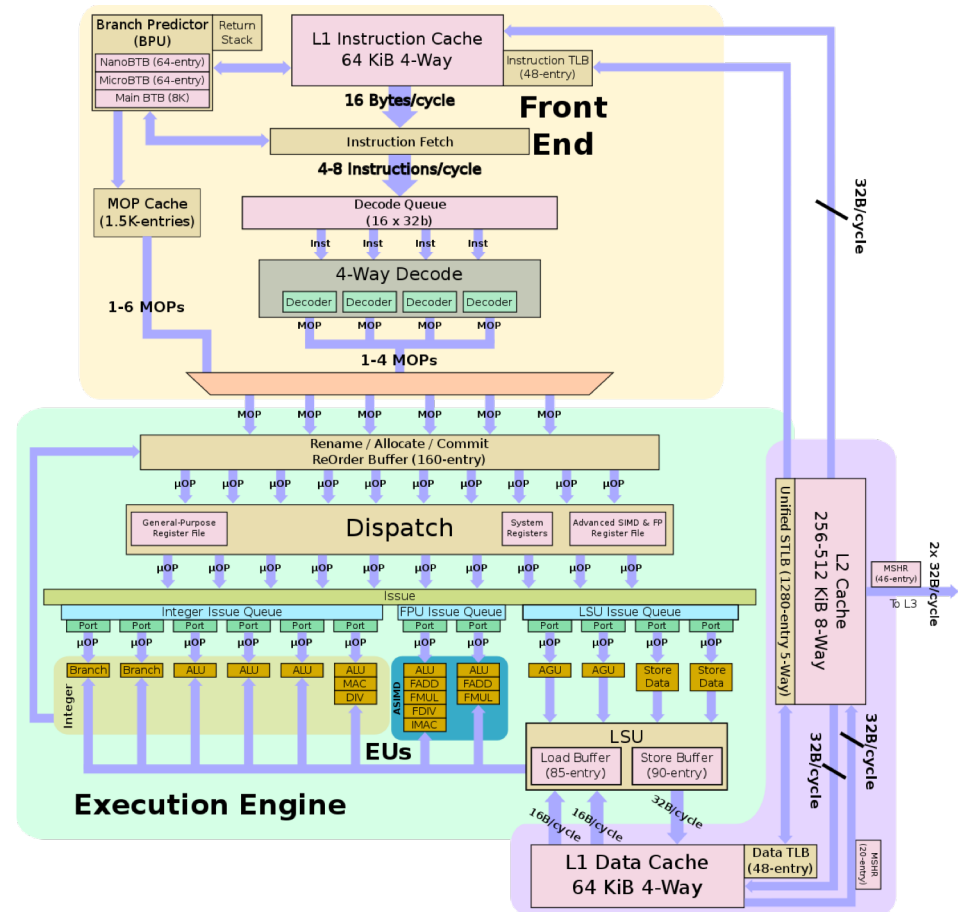 Branch Predictor
(BPU)
Return
Stack
NanoBTB (64-entry)
MicroBTB (64-entry)
Main BTB (8K)
L1 Instruction Cache
64 KiB 4-Way
Instruction TLB
(48-entry)
16 Bytes/cycle
Front
End
Instruction Fetch
4-8 Instructions/cycle
MOP Cache
(1.5K-entries)
Decode Queue
(16 x 32b)
Inst Inst Inst Inst
4-Way Decode
Decoder Decoder Decoder Decoder
MOP MOP MOP MOP
1-6 MOPs
1-4 MOPs
32B/cycle
MOP MOP MOP MOP MOP MOP
Rename / Allocate / Commit
ReOrder Buffer (160-entry)
µOP µOP µOP µOP µOP µOP µOP µOP µOP µOP
General-Purpose
Register File
Dispatch
System
Registers
Advanced SIMD & FP
Register File
µOP µOP µOP µOP µOP µOP µOP µOP µOP µOP
Issue
Integer Issue Queue
FPU Issue Queue
LSU Issue Queue
Port Port Port Port Port Port Port Port Port Port Port Port
µOP µOP µOP µOP µOP µOP µOP µOP µOP µOP µOP µOP
Integer
Branch Branch ALU ALU ALU ALU
MAC
DIV
ASIMD
ALU
FADD
FMUL
FDIV
IMAC
ALU
FADD
FMUL
AGU AGU Store
Data
Store
Data
EUs
LSU
Load Buffer
(85-entry)
Store Buffer
(90-entry)
Execution Engine
16B/cycle
16B/cycle
32B/cycle
L1 Data Cache
64 KiB 4-Way
Data TLB
(48-entry)
Unified STLB (1280-entry 5-Way)
L2 Cache
256-512 KiB 8-Way
MSHR
(46-entry)
To L3
2x 32B/cycle
32B/cycle
32B/cycle
MSHR
(20-entry)